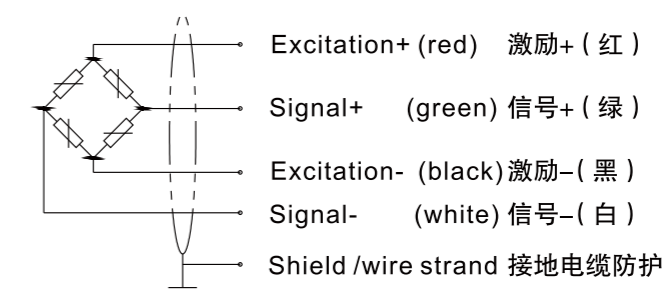 Excitation+ (red) 激励+ ( 红 )
Signal+ (green) 信号+ ( 绿 )
Excitation- (black) 激励–( 黑 )
Signal- (white) 信号–( 白 )
Shield /wire strand 接地电缆防护